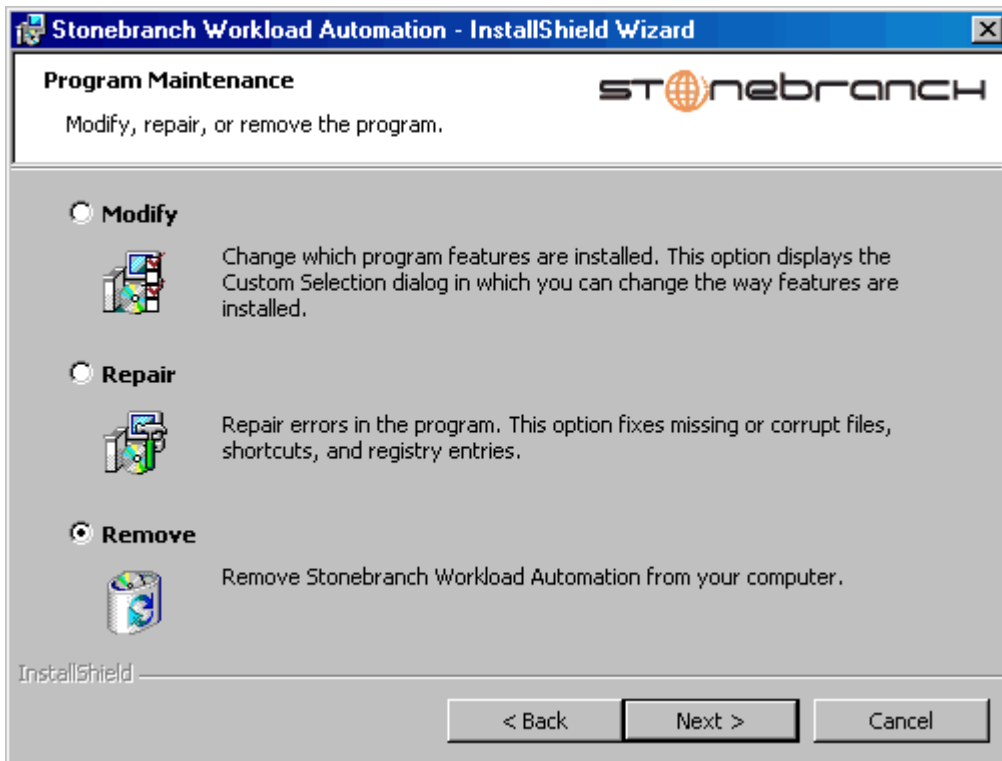 Stonebranch Workload Automation - InstallShield Wizard
Program Maintenance
Modify, repair, or remove the program.
STONEBRANCH
Modify
Change which program features are installed. This option displays the
Custom Selection dialog in which you can change the way features are
installed.
Repair
Repair errors in the program. This option fixes missing or corrupt files,
shortcuts, and registry entries.
Remove
Remove Stonebranch Workload Automation from your computer.
InstallShield
< Back
Next >
Cancel